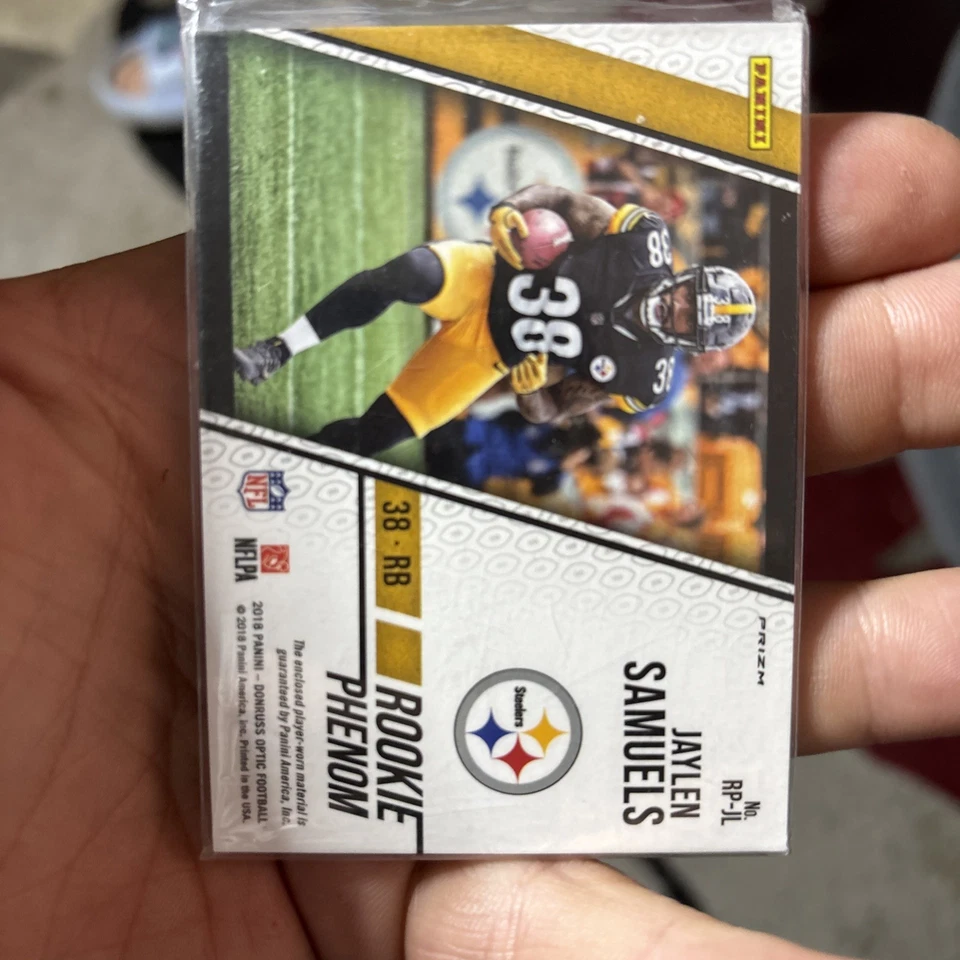 PANINI
38
38
38
PRIZM
No.
RP-JL
JAYLEN
SAMUELS
Steelers
38 · RB
ROOKIE
PHENOM
The enclosed player-worn material is
guaranteed by Panini America, Inc.
NFL
NFLPA
2018 PANINI – DONRUSS OPTIC FOOTBALL
© 2018 Panini America, Inc. Printed in the USA.